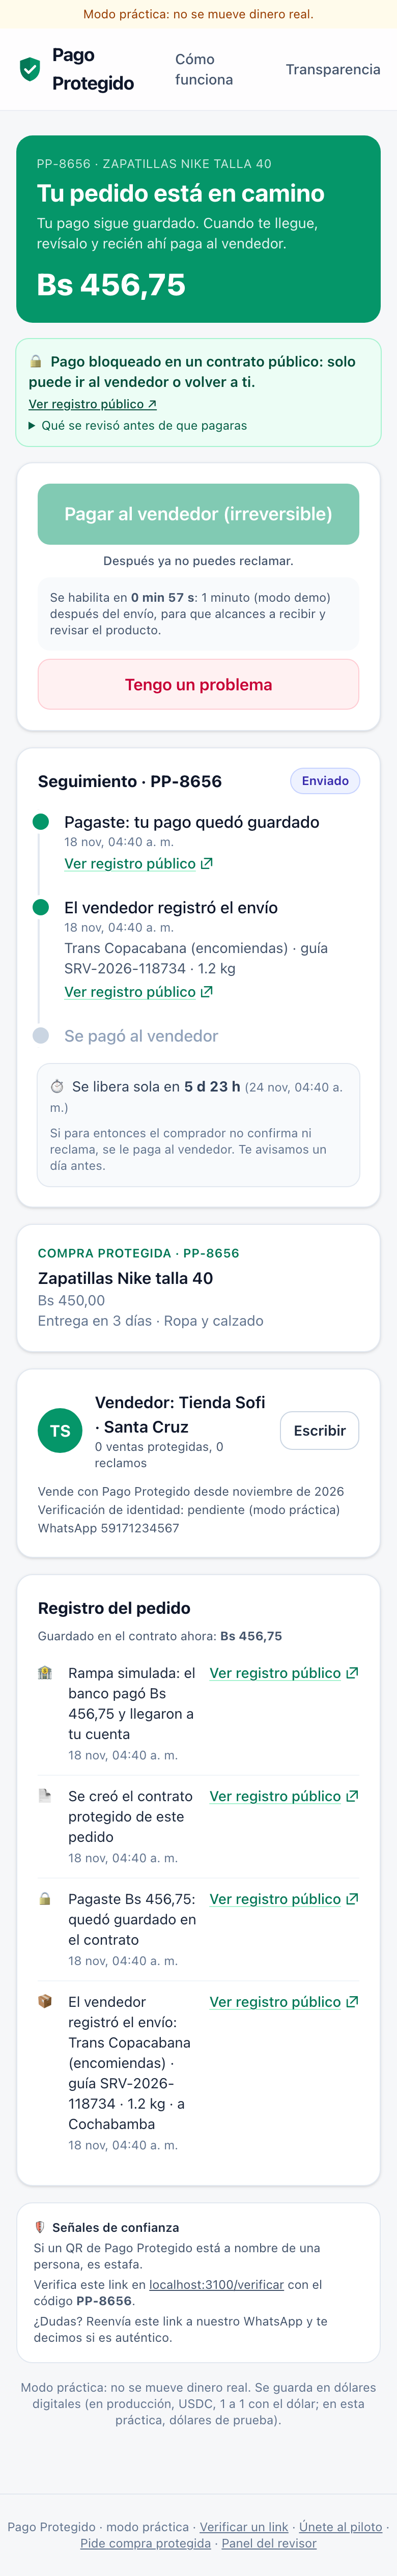 Modo práctica: no se mueve dinero real.
Pago
Protegido
Cómo
funciona
Transparencia
PP-8656 · ZAPATILLAS NIKE TALLA 40
Tu pedido está en camino
Tu pago sigue guardado. Cuando te llegue,
revísalo y recién ahí paga al vendedor.
Bs 456,75
Pago bloqueado en un contrato público: solo
puede ir al vendedor o volver a ti.
Ver registro público ↗
▶ Qué se revisó antes de que pagaras
Pagar al vendedor (irreversible)
Después ya no puedes reclamar.
Se habilita en 0 min 57 s: 1 minuto (modo demo)
después del envío, para que alcances a recibir y
revisar el producto.
Tengo un problema
Seguimiento · PP-8656
Enviado
Pagaste: tu pago quedó guardado
18 nov, 04:40 a. m.
Ver registro público
El vendedor registró el envío
18 nov, 04:40 a. m.
Trans Copacabana (encomiendas) · guía
SRV-2026-118734 · 1.2 kg
Ver registro público
Se pagó al vendedor
Se libera sola en 5 d 23 h (24 nov, 04:40 a.
m.)
Si para entonces el comprador no confirma ni
reclama, se le paga al vendedor. Te avisamos un
día antes.
COMPRA PROTEGIDA · PP-8656
Zapatillas Nike talla 40
Bs 450,00
Entrega en 3 días · Ropa y calzado
TS
Vendedor: Tienda Sofi
· Santa Cruz
0 ventas protegidas, 0
reclamos
Escribir
Vende con Pago Protegido desde noviembre de 2026
Verificación de identidad: pendiente (modo práctica)
WhatsApp 59171234567
Registro del pedido
Guardado en el contrato ahora: Bs 456,75
Rampa simulada: el
banco pagó Bs
456,75 y llegaron a
tu cuenta
18 nov, 04:40 a. m.
Ver registro público
Se creó el contrato
protegido de este
pedido
18 nov, 04:40 a. m.
Ver registro público
Pagaste Bs 456,75:
quedó guardado en
el contrato
18 nov, 04:40 a. m.
Ver registro público
El vendedor
registró el envío:
Trans Copacabana
(encomiendas) ·
guía SRV-2026-
118734 · 1.2 kg · a
Cochabamba
18 nov, 04:40 a. m.
Ver registro público
Señales de confianza
Si un QR de Pago Protegido está a nombre de una
persona, es estafa.
Verifica este link en localhost:3100/verificar con el
código PP-8656.
¿Dudas? Reenvía este link a nuestro WhatsApp y te
decimos si es auténtico.
Modo práctica: no se mueve dinero real. Se guarda en dólares
digitales (en producción, USDC, 1 a 1 con el dólar; en esta
práctica, dólares de prueba).
Pago Protegido · modo práctica · Verificar un link · Únete al piloto ·
Pide compra protegida · Panel del revisor